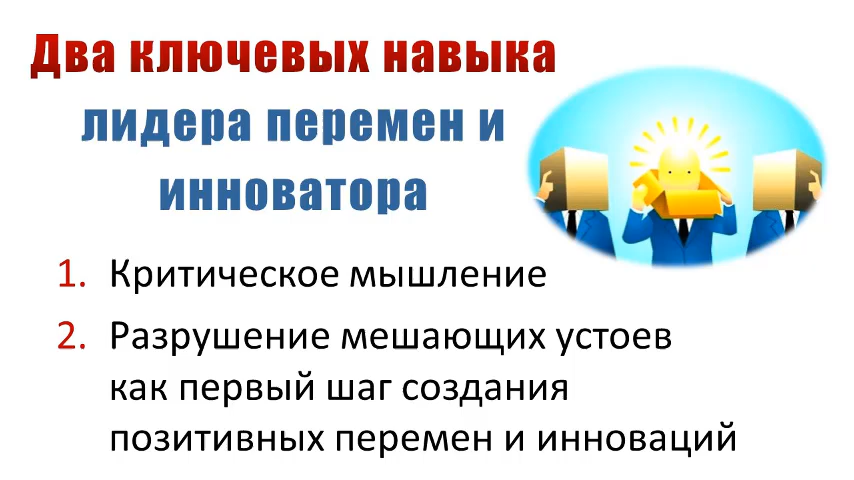 Два ключевых навыка
лидера перемен и
инноватора
1. Критическое мышление
2. Разрушение мешающих устоев
как первый шаг создания
позитивных перемен и инноваций